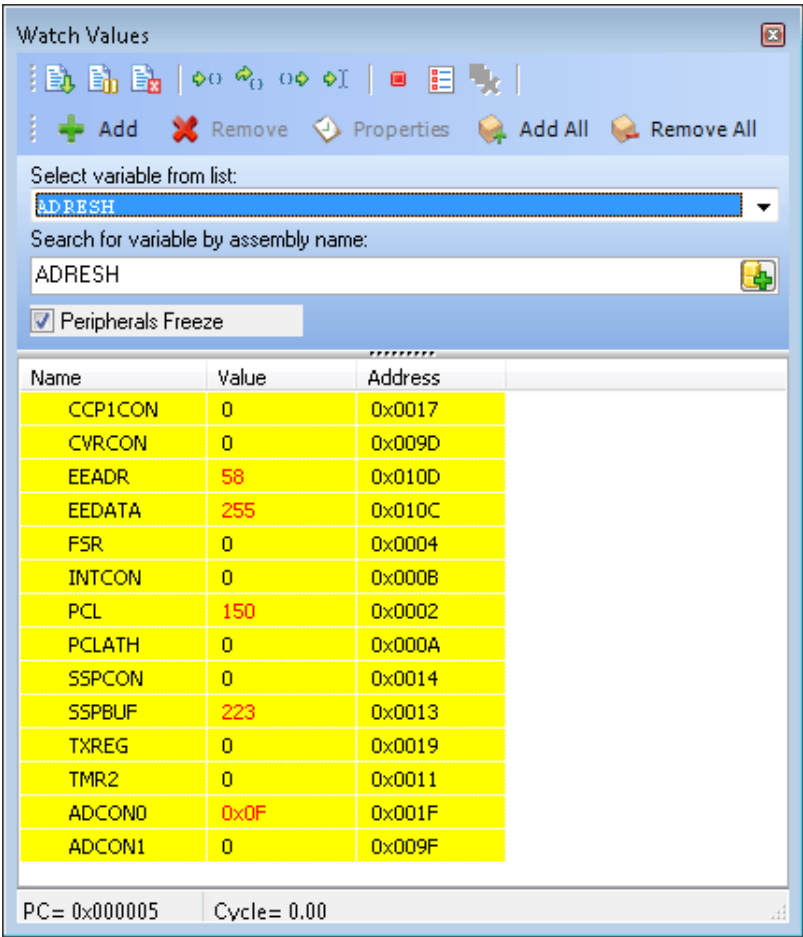 Watch Values
Add Remove Properties Add All Remove All
Select variable from list:
ADRESH
Search for variable by assembly name:
ADRESH
Peripherals Freeze
Name Value Address
CCP1CON 0 0x0017
CVRCON 0 0x009D
EEADR 58 0x010D
EEDATA 255 0x010C
FSR 0 0x0004
INTCON 0 0x000B
PCL 150 0x0002
PCLATH 0 0x000A
SSPCON 0 0x0014
SSPBUF 223 0x0013
TXREG 0 0x0019
TMR2 0 0x0011
ADCON0 0x0F 0x001F
ADCON1 0 0x009F
PC= 0x000005 Cycle= 0.00